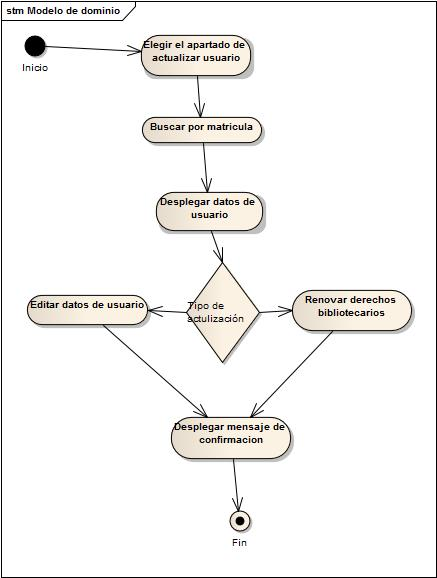 stm Modelo de dominio
Inicio
Elegir el apartado de
actualizar usuario
Buscar por matricula
Desplegar datos de
usuario
Tipo de
actulización
Editar datos de usuario
Renovar derechos
bibliotecarios
Desplegar mensaje de
confirmacion
Fin